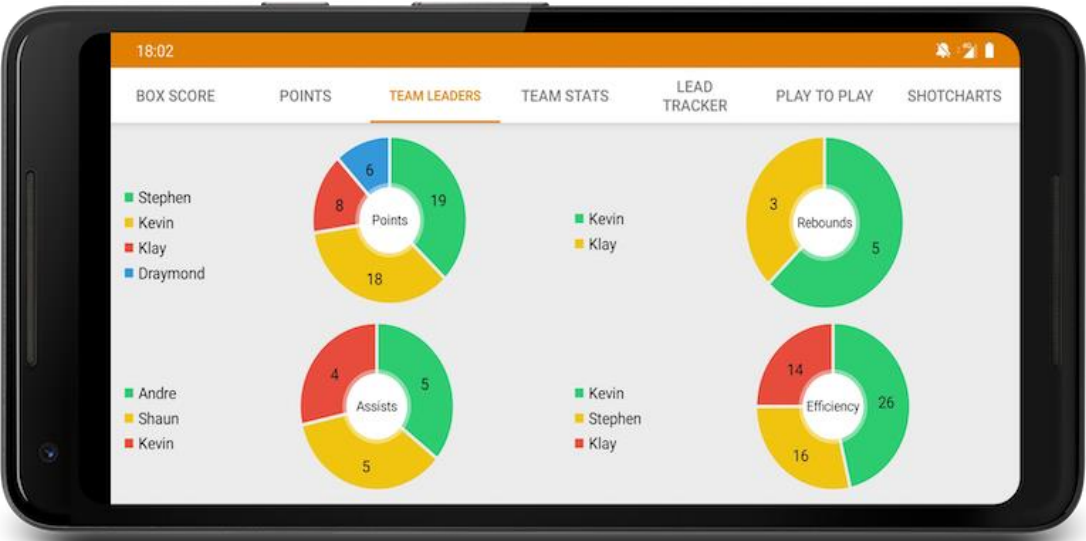 18:02
BOX SCORE
POINTS
TEAM LEADERS
TEAM STATS
LEAD
TRACKER
PLAY TO PLAY
SHOTCHARTS
Stephen
Kevin
Klay
Draymond
6
19
8
Points
18
Kevin
Klay
3
Rebounds
5
Andre
Shaun
Kevin
4
5
Assists
5
Kevin
Stephen
Klay
14
26
Efficiency
16